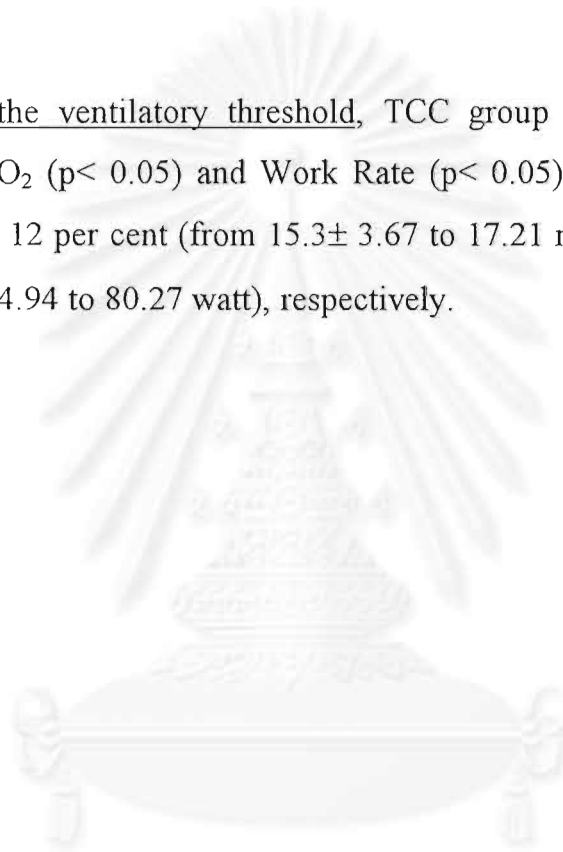 the ventilatory threshold, TCC group
O₂ (p< 0.05) and Work Rate (p< 0.05)
12 per cent (from 15.3± 3.67 to 17.21
4.94 to 80.27 watt), respectively.